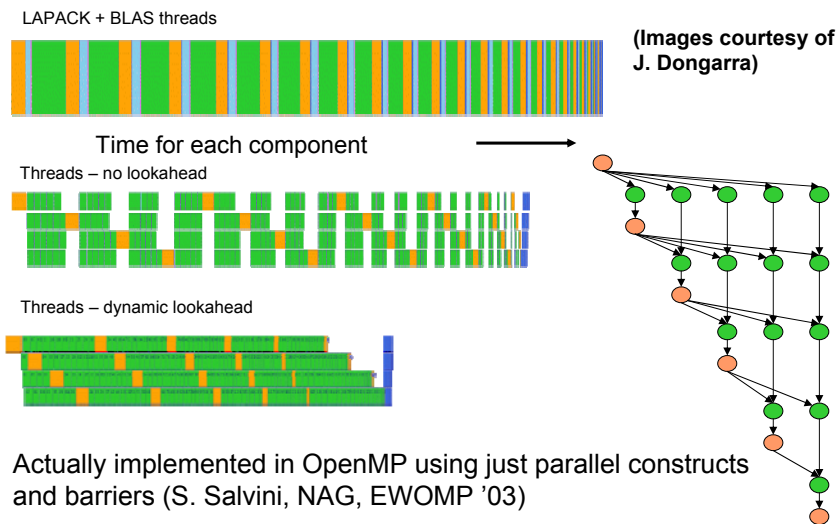 LAPACK + BLAS threads
(Images courtesy of
J. Dongarra)
Time for each component
Threads – no lookahead
Threads – dynamic lookahead
Actually implemented in OpenMP using just parallel constructs
and barriers (S. Salvini, NAG, EWOMP ’03)